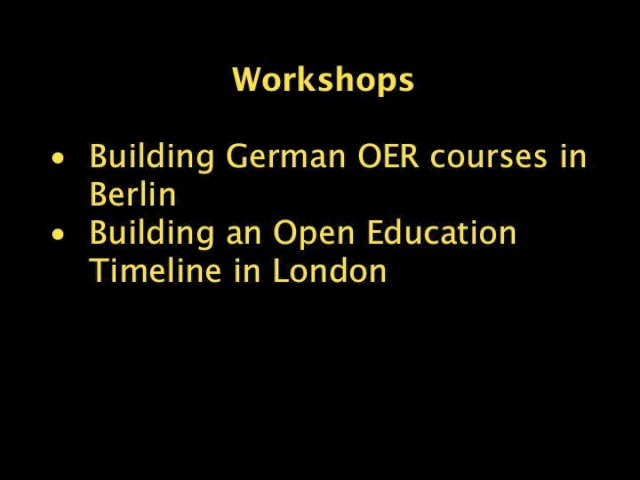 Workshops
• Building German OER courses in
Berlin
• Building an Open Education
Timeline in London